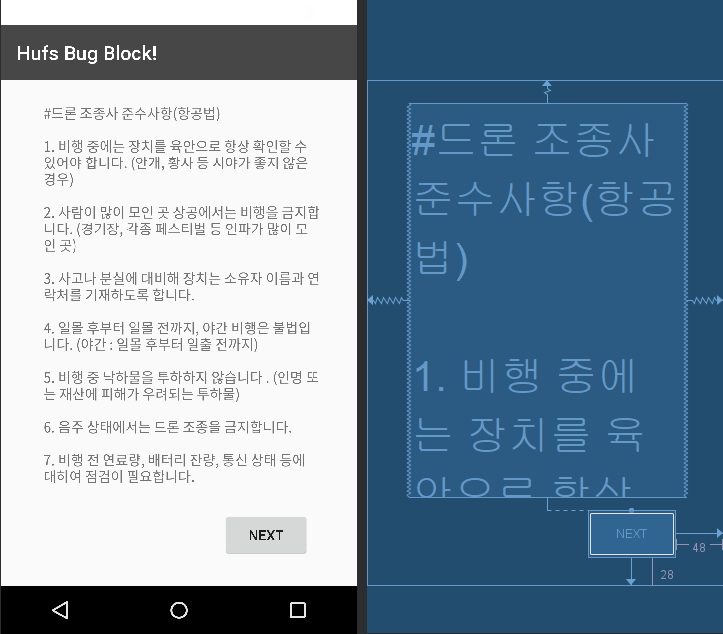 Hufs Bug Block!
#드론 조종사 준수사항(항공법)
1. 비행 중에는 장치를 육안으로 항상 확인할 수
있어야 합니다. (안개, 황사 등 시야가 좋지 않은
경우)
2. 사람이 많이 모인 곳 상공에서는 비행을 금지합
니다. (경기장, 각종 페스티벌 등 인파가 많이 모
인 곳)
3. 사고나 분실에 대비해 장치는 소유자 이름과 연
락처를 기재하도록 합니다.
4. 일몰 후부터 일몰 전까지, 야간 비행은 불법입
니다. (야간 : 일몰 후부터 일출 전까지)
5. 비행 중 낙하물을 투하하지 않습니다 . (인명 또
는 재산에 피해가 우려되는 투하물)
6. 음주 상태에서는 드론 조종을 금지합니다.
7. 비행 전 연료량, 배터리 잔량, 통신 상태 등에
대히여 점검이 필요합니다.
NEXT
#드론 조종사
준수사항(항공
법)
1. 비행 중에
는 장치를 육
안으로 항상
NEXT
48
28